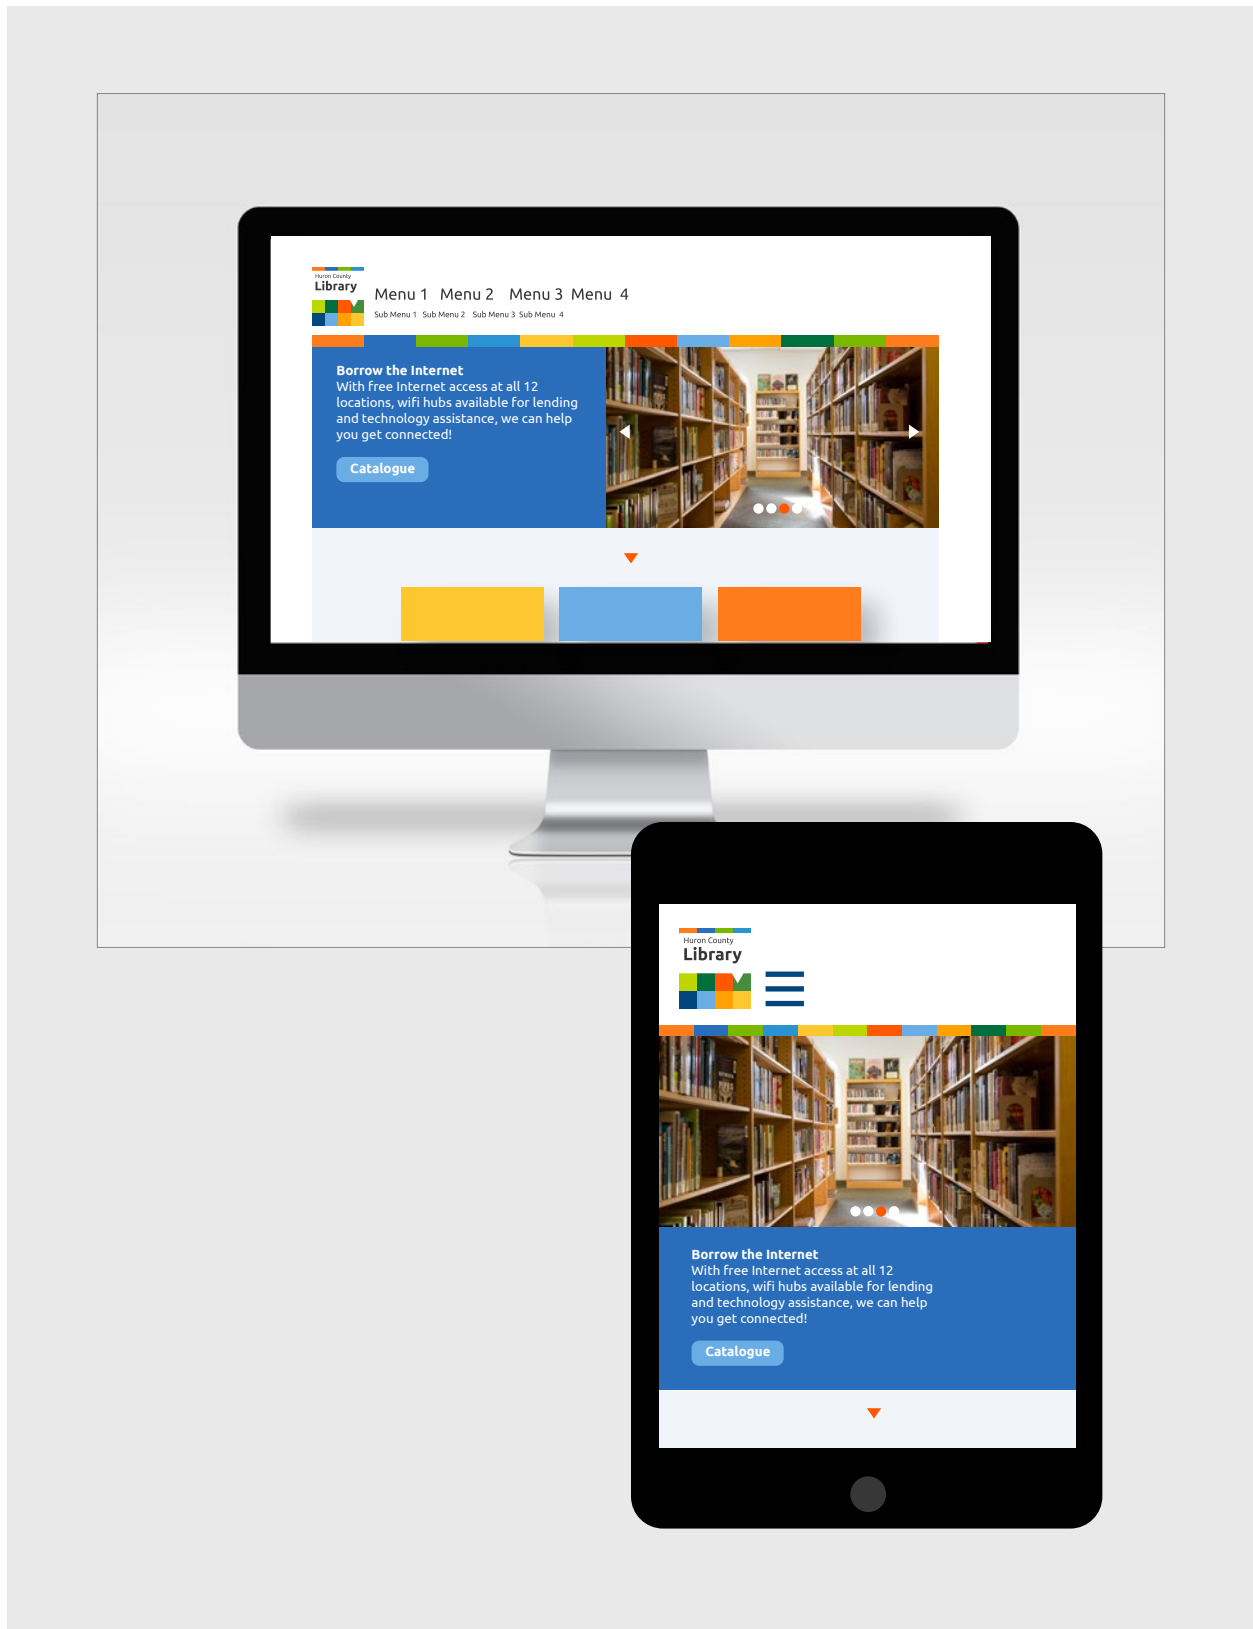 Huron County
Library
Menu 1 Menu 2 Menu 3 Menu 4
Sub Menu 1 Sub Menu 2 Sub Menu 3 Sub Menu 4
Borrow the Internet
With free Internet access at all 12
locations, wifi hubs available for lending
and technology assistance, we can help
you get connected!
Catalogue
Huron County
Library
Borrow the Internet
With free Internet access at all 12
locations, wifi hubs available for lending
and technology assistance, we can help
you get connected!
Catalogue